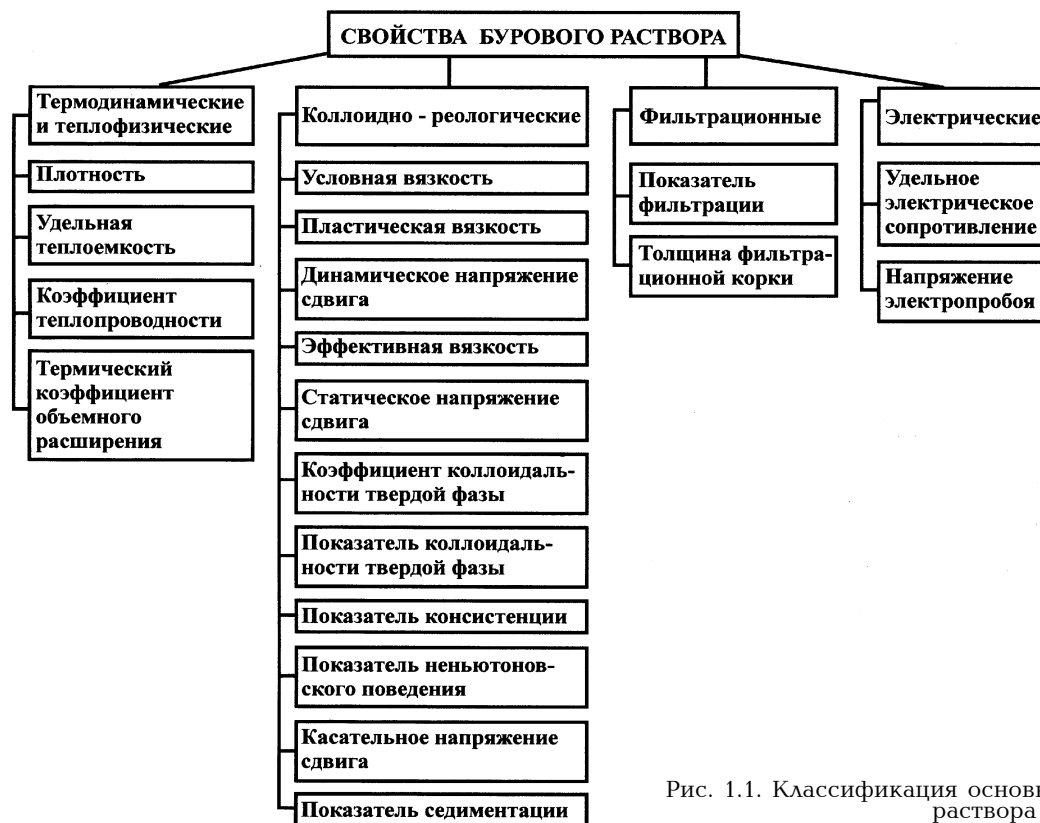 СВОЙСТВА БУРОВОГО РАСТВОРА
Термодинамические
и теплофизические
Плотность
Удельная
теплоемкость
Коэффициент
теплопроводности
Термический
коэффициент
объемного
расширения
Коллоидно - реологические
Условная вязкость
Пластическая вязкость
Динамическое напряжение
сдвига
Эффективная вязкость
Статическое напряжение
сдвига
Коэффициент коллоидаль-
ности твердой фазы
Показатель коллоидаль-
ности твердой фазы
Показатель консистенции
Показатель неньютонов-
ского поведения
Касательное напряжение
сдвига
Показатель седиментации
Фильтрационные
Показатель
фильтрации
Толщина фильтра-
ционной корки
Электрические
Удельное
электрическое
сопротивление
Напряжение
электропробоя
Рис. 1.1. Классификация
раствора